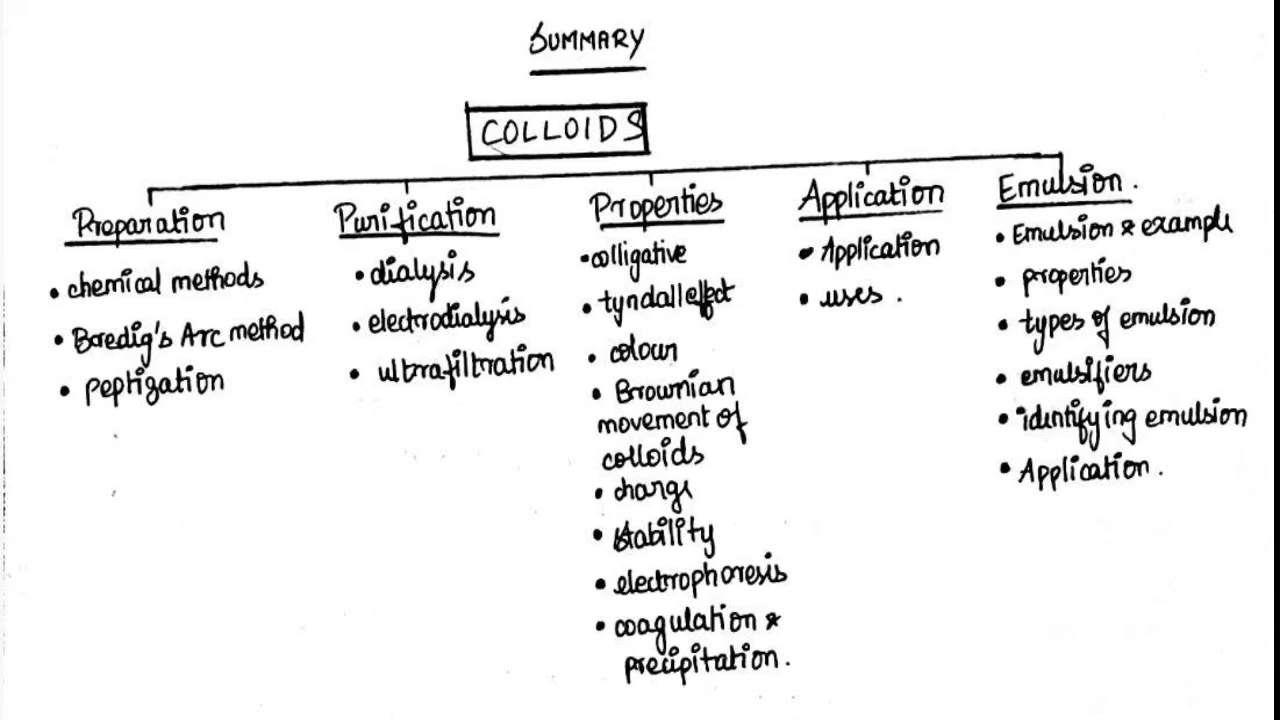 SUMMARY
COLLOIDS
Preparation
• chemical methods
• Bredig's Arc method
• peptization
Purification
• dialysis
• electrodialysis
• ultrafiltration
Properties
• colligative
• tyndall effect
• colour
• Brownian
movement of
colloids
• charge
• stability
• electrophoresis
• coagulation &
precipitation.
Application
• Application
• uses .
Emulsion .
• Emulsion & example
• properties
• types of emulsion
• emulsifiers
• identifying emulsion
• Application .